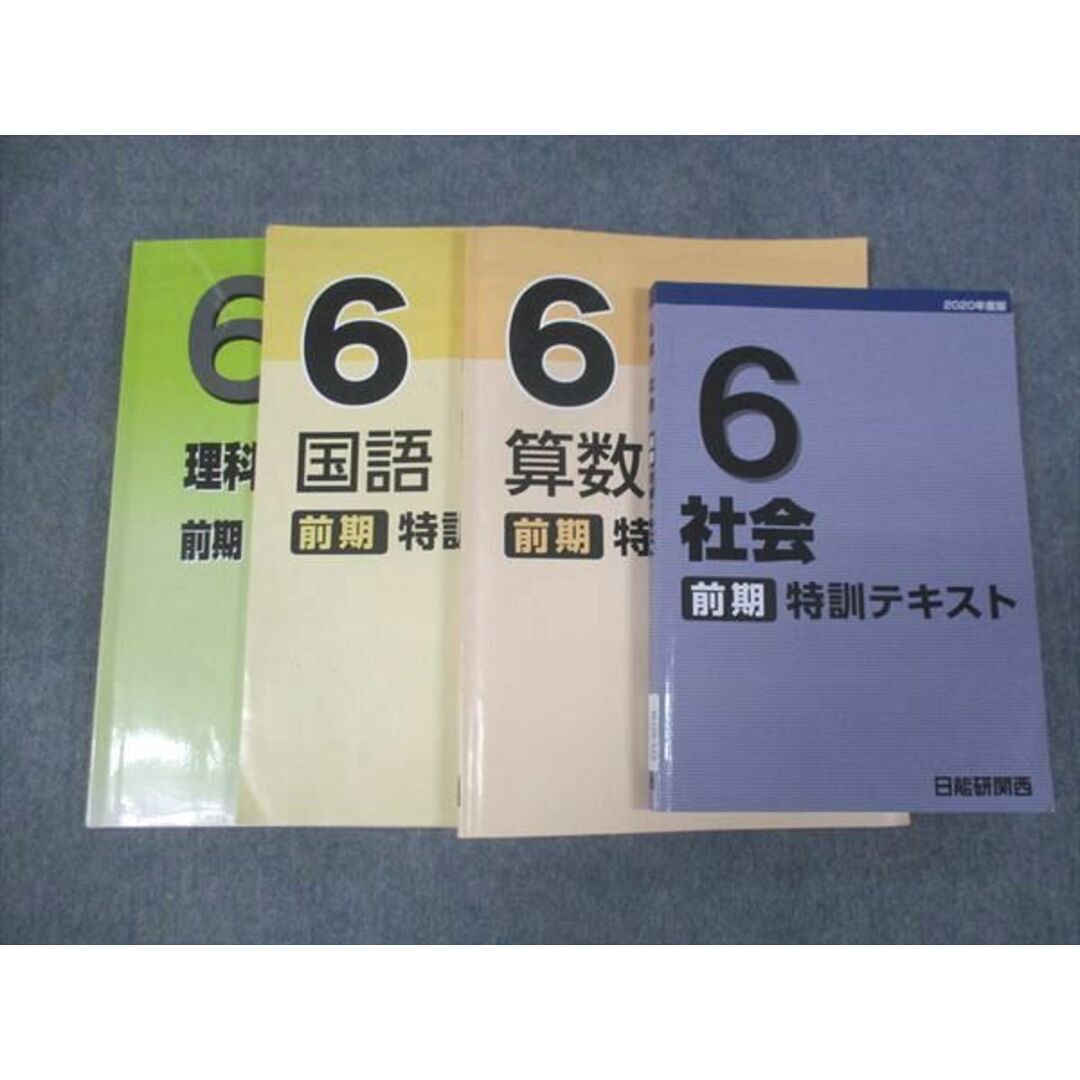 6
理科
前期
6
国語
前期 特訓
6
算数
前期 特
2020年度版
6
社会
前期 特訓テキスト
日能研関西